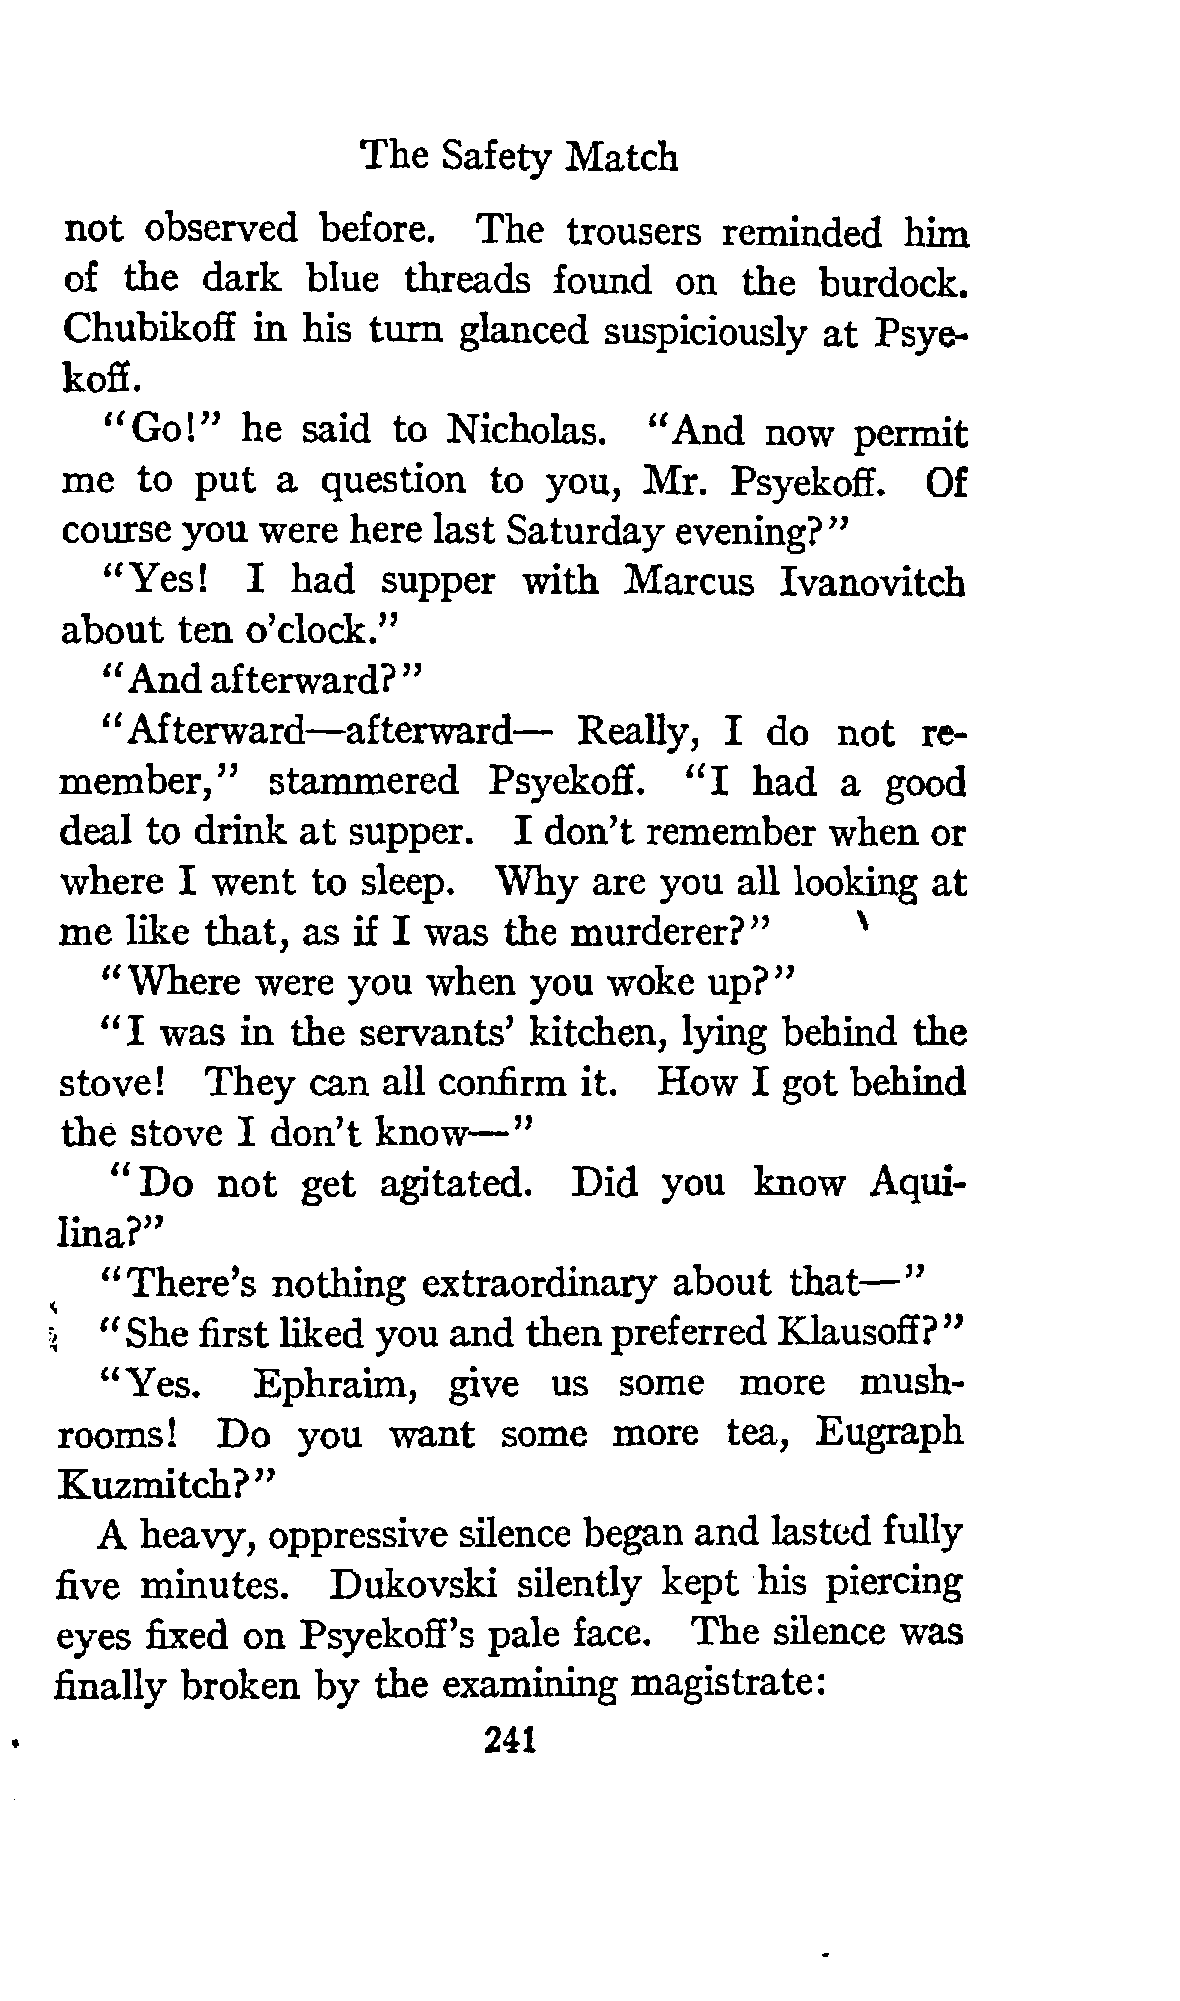 The Safety Match
not observed before. The trousers reminded him
of the dark blue threads found on the burdock.
Chubikoff in his turn glanced suspiciously at Psye-
koff.
"Go!" he said to Nicholas. "And now permit
me to put a question to you, Mr. Psyekoff. Of
course you were here last Saturday evening?"
"Yes! I had supper with Marcus Ivanovitch
about ten o'clock."
"And afterward?"
"Afterward—afterward— Really, I do not re-
member," stammered Psyekoff. "I had a good
deal to drink at supper. I don't remember when or
where I went to sleep. Why are you all looking at
me like that, as if I was the murderer?"
"Where were you when you woke up?"
"I was in the servants' kitchen, lying behind the
stove! They can all confirm it. How I got behind
the stove I don't know—"
"Do not get agitated. Did you know Aqui-
lina?"
"There's nothing extraordinary about that—"
"She first liked you and then preferred Klausoff?"
"Yes. Ephraim, give us some more mush-
rooms! Do you want some more tea, Eugraph
Kuzmitch?"
A heavy, oppressive silence began and lasted fully
five minutes. Dukovski silently kept his piercing
eyes fixed on Psyekoff's pale face. The silence was
finally broken by the examining magistrate:
241